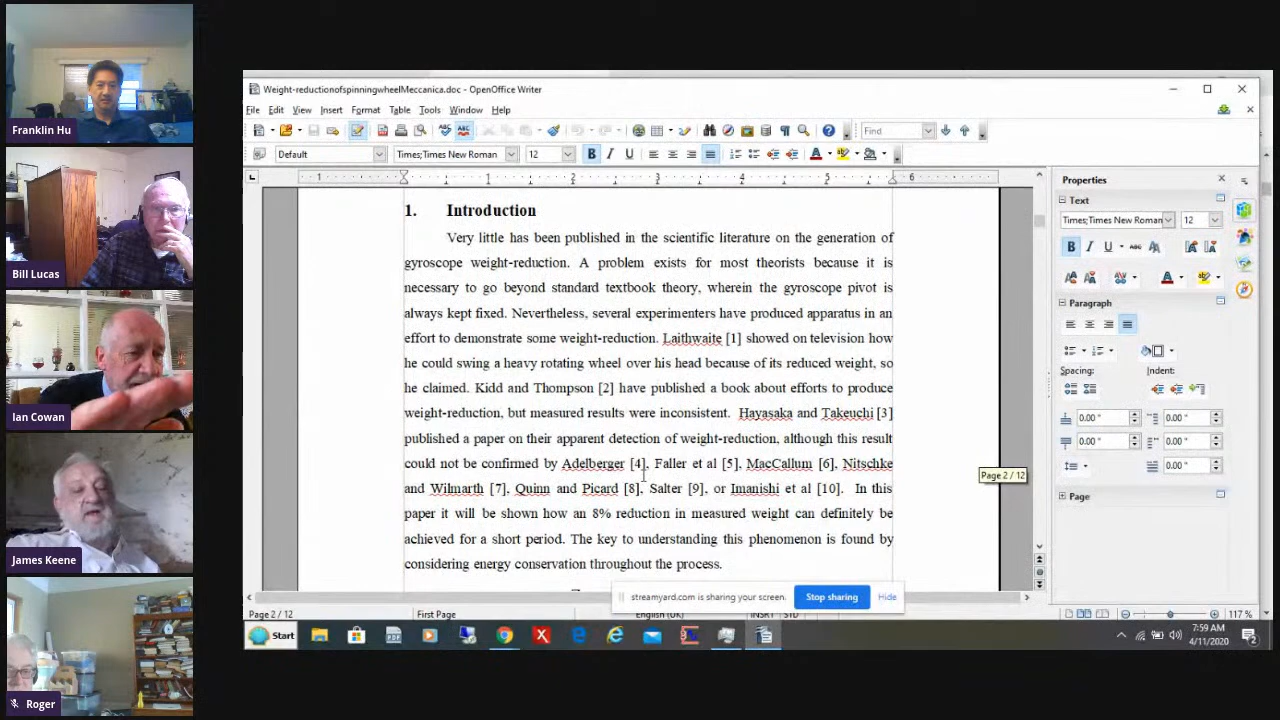 Franklin Hu
Bill Lucas
Ian Cowan
James Keene
Roger
Weight-reductionofspinningwheelMeccanica.doc - OpenOffice Writer
File Edit View Insert Format Table Tools Window Help
Find
Default Times;Times New Roman 12
1 1 2 3 4 5 6
1. Introduction
Very little has been published in the scientific literature on the generation of
gyroscope weight-reduction. A problem exists for most theorists because it is
necessary to go beyond standard textbook theory, wherein the gyroscope pivot is
always kept fixed. Nevertheless, several experimenters have produced apparatus in an
effort to demonstrate some weight-reduction. Laithwaite [1] showed on television how
he could swing a heavy rotating wheel over his head because of its reduced weight, so
he claimed. Kidd and Thompson [2] have published a book about efforts to produce
weight-reduction, but measured results were inconsistent. Hayasaka and Takeuchi [3]
published a paper on their apparent detection of weight-reduction, although this result
could not be confirmed by Adelberger [4], Faller et al [5], MacCallum [6], Nitschke
and Wilmarth [7], Quinn and Picard [8], Salter [9], or Imanishi et al [10]. In this
paper it will be shown how an 8% reduction in measured weight can definitely be
achieved for a short period. The key to understanding this phenomenon is found by
considering energy conservation throughout the process.
Page 2 / 12
Properties
Text
Times;Times New Roman 12
Paragraph
Spacing: Indent:
0.00 " 0.00 "
0.00 " 0.00 "
0.00 "
Page
streamyard.com is sharing your screen. Stop sharing Hide
Page 2 / 12 First Page English (UK) INSRT STD 117 %
Start
7:59 AM
4/11/2020
2